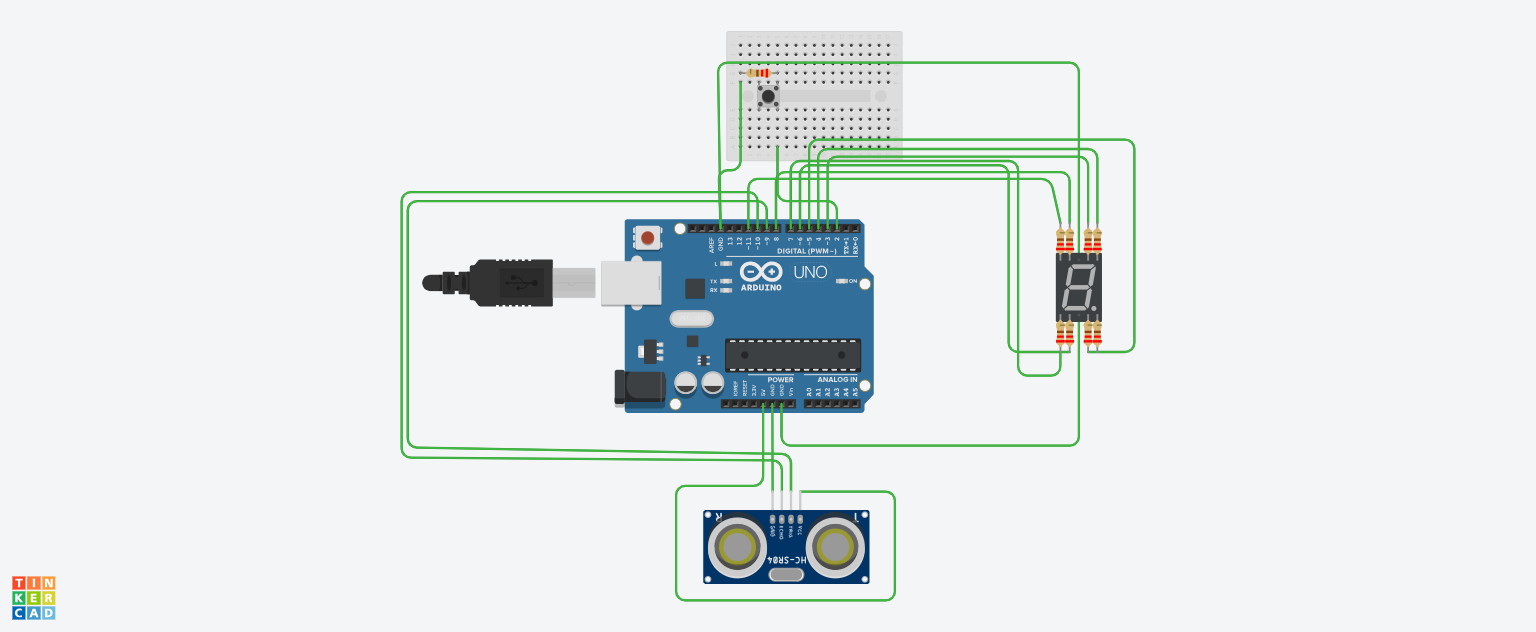 AREF
GND
13
12
~11
~10
~9
8
7
~6
~5
4
~3
2
TX→1
RX←0
DIGITAL (PWM~)
L
TX
RX
ARDUINO
UNO
ON
POWER
ANALOG IN
IOREF
RESET
3.3V
5V
GND
GND
Vin
A0
A1
A2
A3
A4
A5
R
T
GND
ECHO
TRIG
VCC
HC-SR04
TIN
KER
CAD